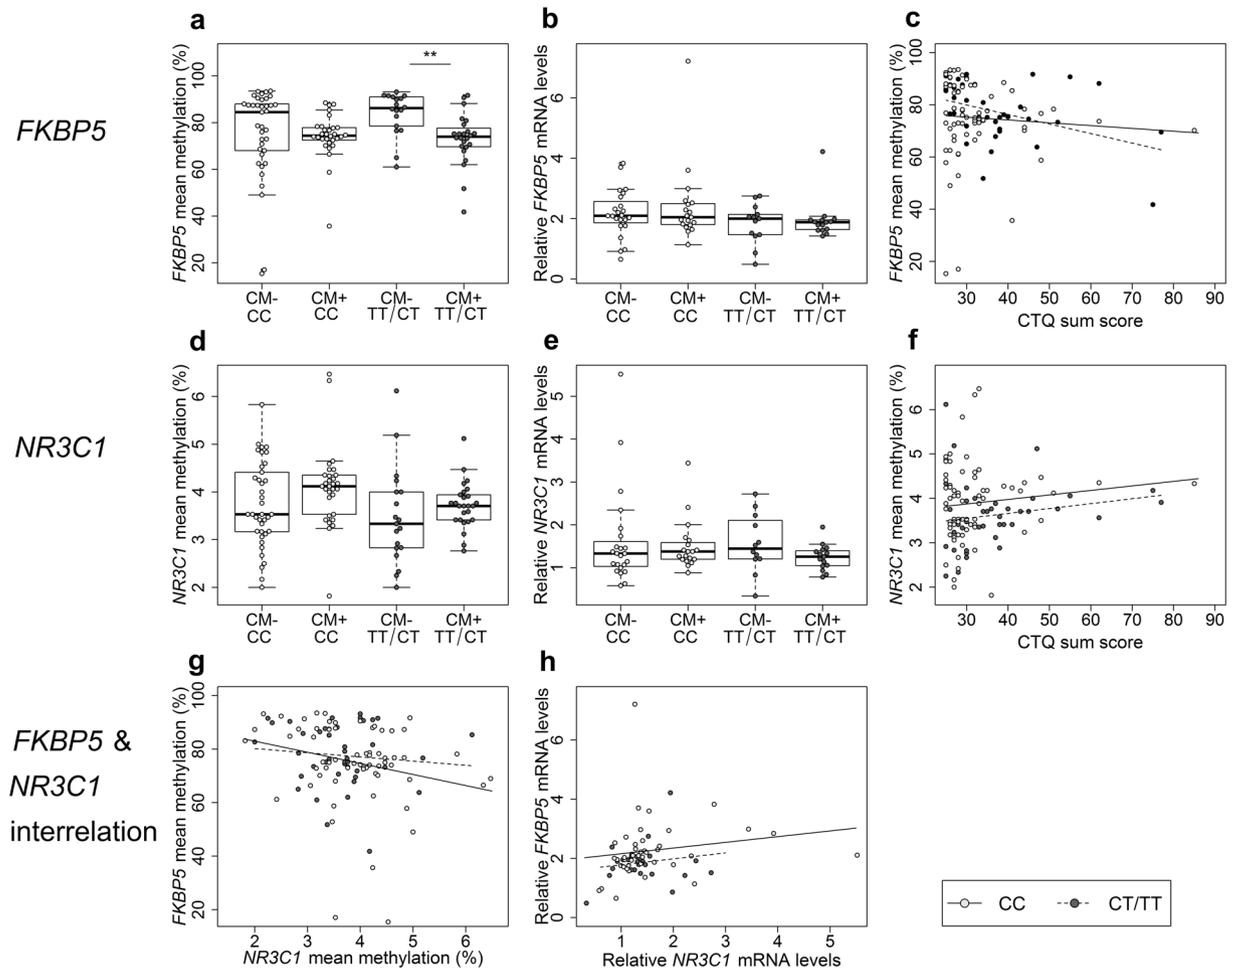 a
b
c
FKBP5
FKBP5 mean methylation (%)
20
40
60
80
100
**
CM- CM+ CM- CM+
CC CC TT/CT TT/CT
Relative FKBP5 mRNA levels
0
2
4
6
CM- CM+ CM- CM+
CC CC TT/CT TT/CT
FKBP5 mean methylation (%)
20
40
60
80
100
30 40 50 60 70 80 90
CTQ sum score
d
e
f
NR3C1
NR3C1 mean methylation (%)
2
3
4
5
6
CM- CM+ CM- CM+
CC CC TT/CT TT/CT
Relative NR3C1 mRNA levels
1
2
3
4
5
CM- CM+ CM- CM+
CC CC TT/CT TT/CT
NR3C1 mean methylation (%)
2
3
4
5
6
30 40 50 60 70 80 90
CTQ sum score
g
h
FKBP5 &
NR3C1
interrelation
FKBP5 mean methylation (%)
20
40
60
80
100
2 3 4 5 6
NR3C1 mean methylation (%)
Relative FKBP5 mRNA levels
0
2
4
6
1 2 3 4 5
Relative NR3C1 mRNA levels
CC CT/TT